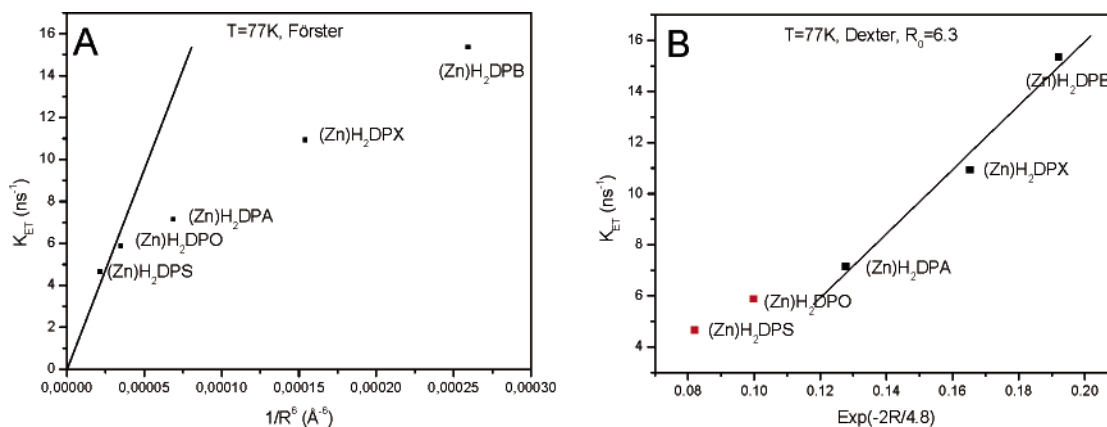 A
T=77K, Förster
16
14
12
10
8
6
4
2
0
K_ET (ns⁻¹)
(Zn)H₂DPB
(Zn)H₂DPX
(Zn)H₂DPA
(Zn)H₂DPO
(Zn)H₂DPS
0,00000 0,00005 0,00010 0,00015 0,00020 0,00025 0,00030
1/R⁶ (Å⁻⁶)
B
T=77K, Dexter, R₀=6.3
16
14
12
10
8
6
4
K_ET (ns⁻¹)
(Zn)H₂DPB
(Zn)H₂DPX
(Zn)H₂DPA
(Zn)H₂DPO
(Zn)H₂DPS
0.08 0.10 0.12 0.14 0.16 0.18 0.20
Exp(-2R/4.8)